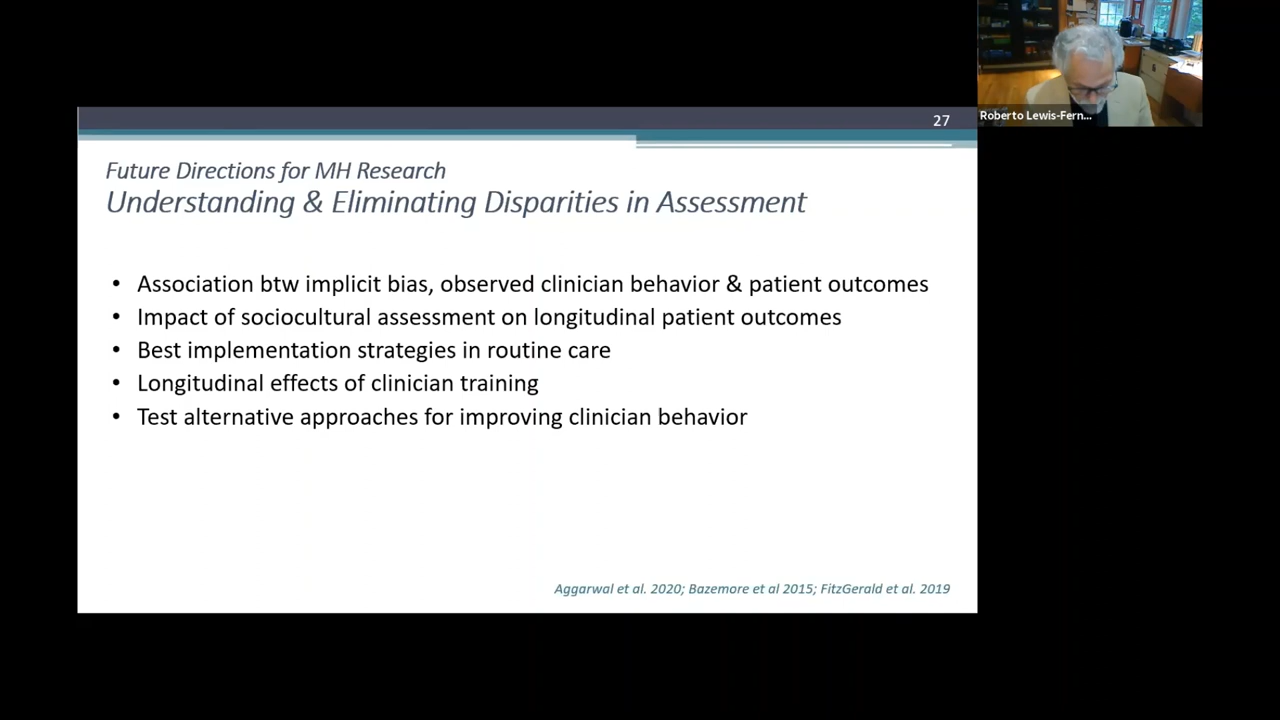 Roberto Lewis-Fern...
27
Future Directions for MH Research
Understanding & Eliminating Disparities in Assessment
• Association btw implicit bias, observed clinician behavior & patient outcomes
• Impact of sociocultural assessment on longitudinal patient outcomes
• Best implementation strategies in routine care
• Longitudinal effects of clinician training
• Test alternative approaches for improving clinician behavior
Aggarwal et al. 2020; Bazemore et al 2015; FitzGerald et al. 2019